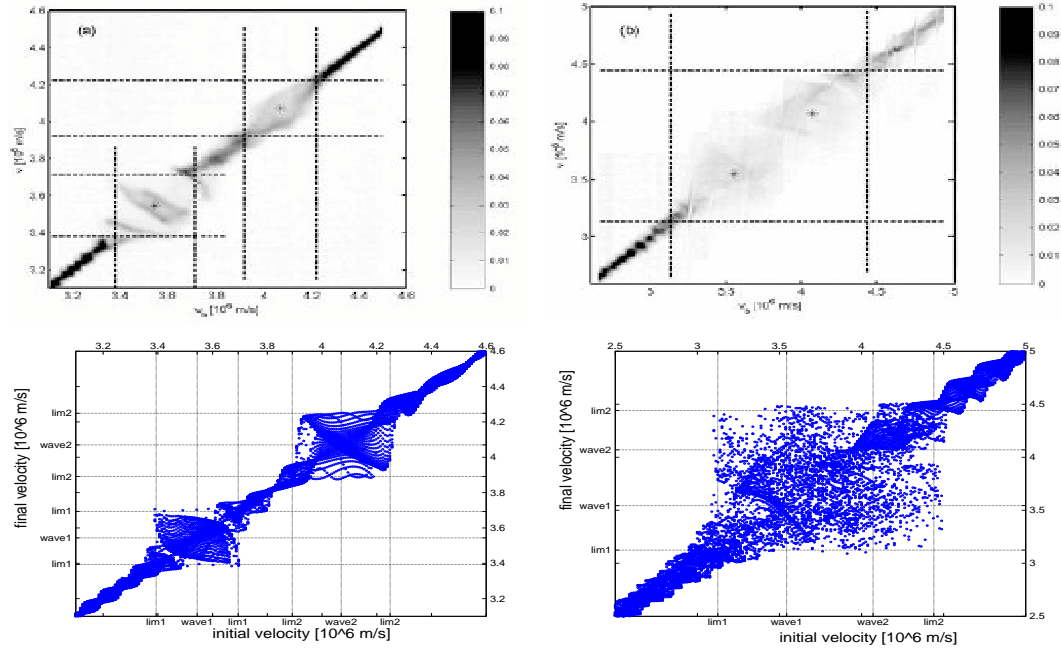 (a)
4.6
4.4
4.2
4
3.8
3.6
3.4
3.2
v [10^6 m/s]
3.2
3.4
3.6
3.8
4
4.2
4.4
4.6
v_b [10^6 m/s]
0.1
0.09
0.08
0.07
0.06
0.05
0.04
0.03
0.02
0.01
0
(b)
5
4.5
4
3.5
3
v [10^6 m/s]
3
3.5
4
4.5
5
v_b [10^6 m/s]
0.1
0.09
0.08
0.07
0.06
0.05
0.04
0.03
0.02
0.01
0
3.2
3.4
3.6
3.8
4
4.2
4.4
4.6
4.6
4.4
4.2
4
3.8
3.6
3.4
3.2
lim2
wave2
lim2
lim1
wave1
lim1
final velocity [10^6 m/s]
lim1
wave1
lim1
lim2
wave2
lim2
initial velocity [10^6 m/s]
2.5
3
3.5
4
4.5
5
5
4.5
4
3.5
3
2.5
lim2
wave2
wave1
lim1
final velocity [10^6 m/s]
lim1
wave1
wave2
lim2
initial velocity [10^6 m/s]